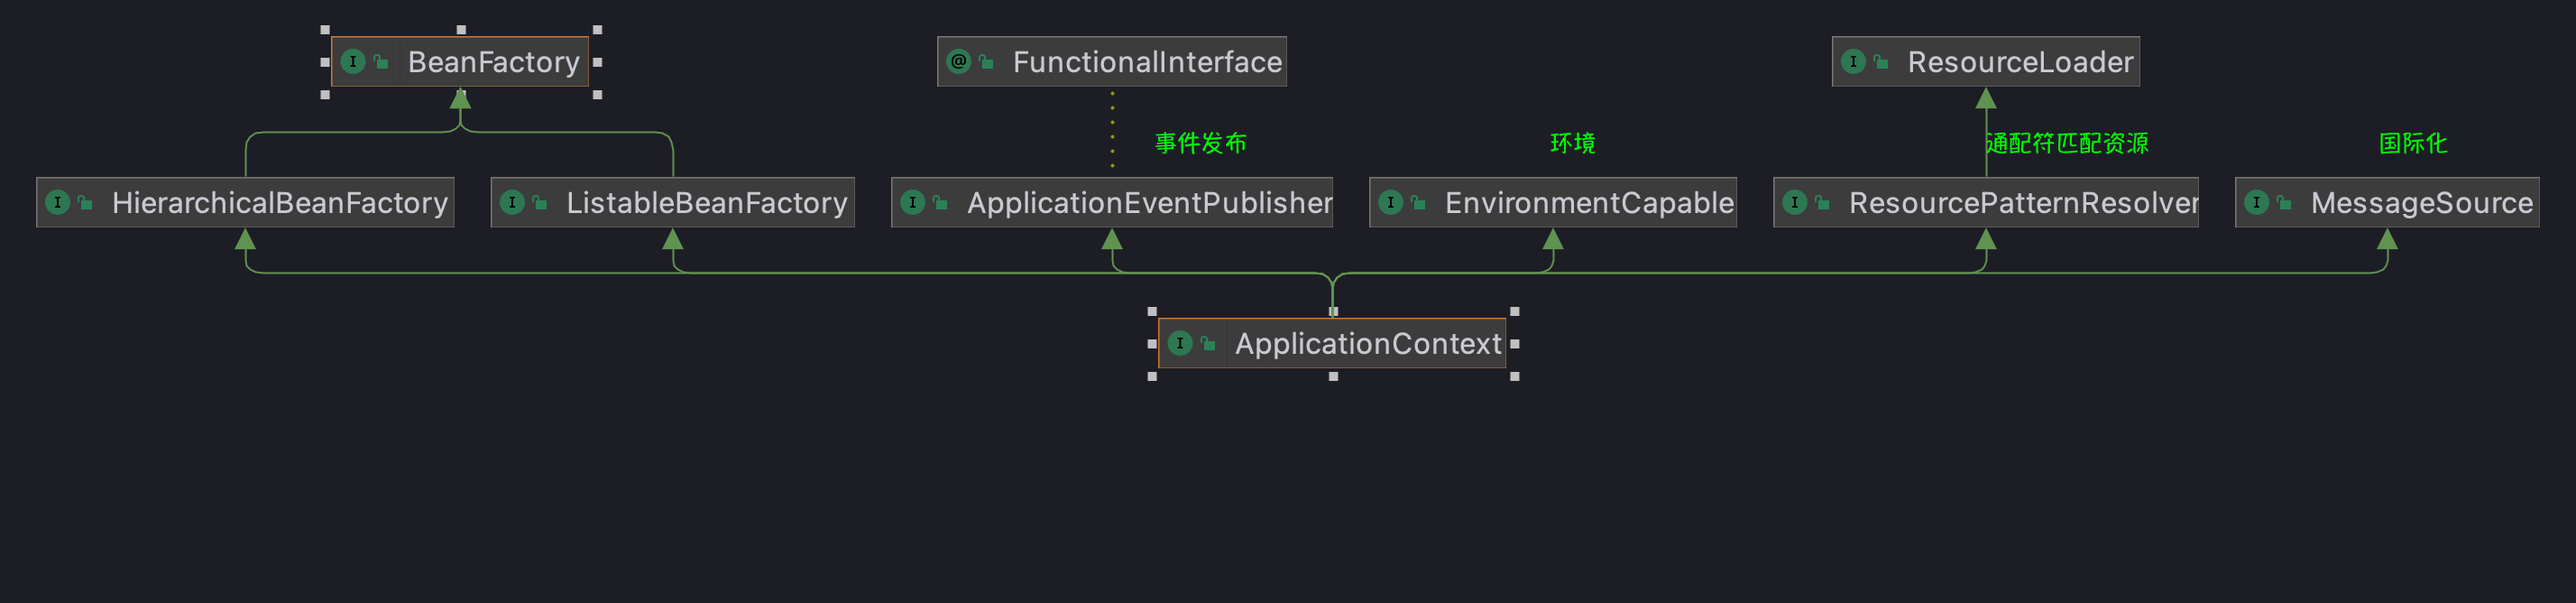 BeanFactory
FunctionalInterface
ResourceLoader
事件发布
环境
通配符匹配资源
国际化
HierarchicalBeanFactory
ListableBeanFactory
ApplicationEventPublisher
EnvironmentCapable
ResourcePatternResolver
MessageSource
ApplicationContext